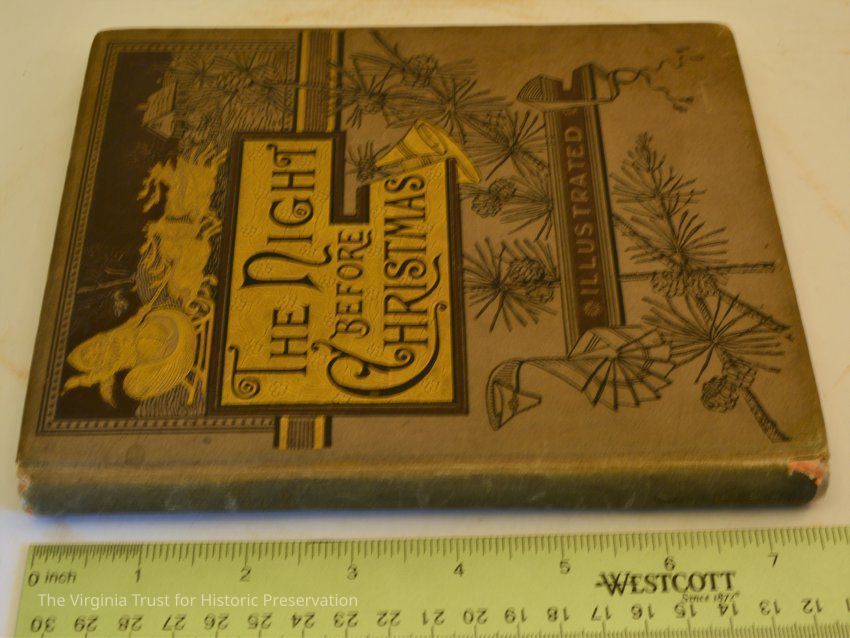 THE NIGHT
BEFORE
CHRISTMAS
ILLUSTRATED
0 inch 1 2 3 4 5 6 7
WESTCOTT
Since 1872
30 29 28 27 26 25 24 23 22 21 20 19 18 17 16 15 14 13 12
The Virginia Trust for Historic Preservation